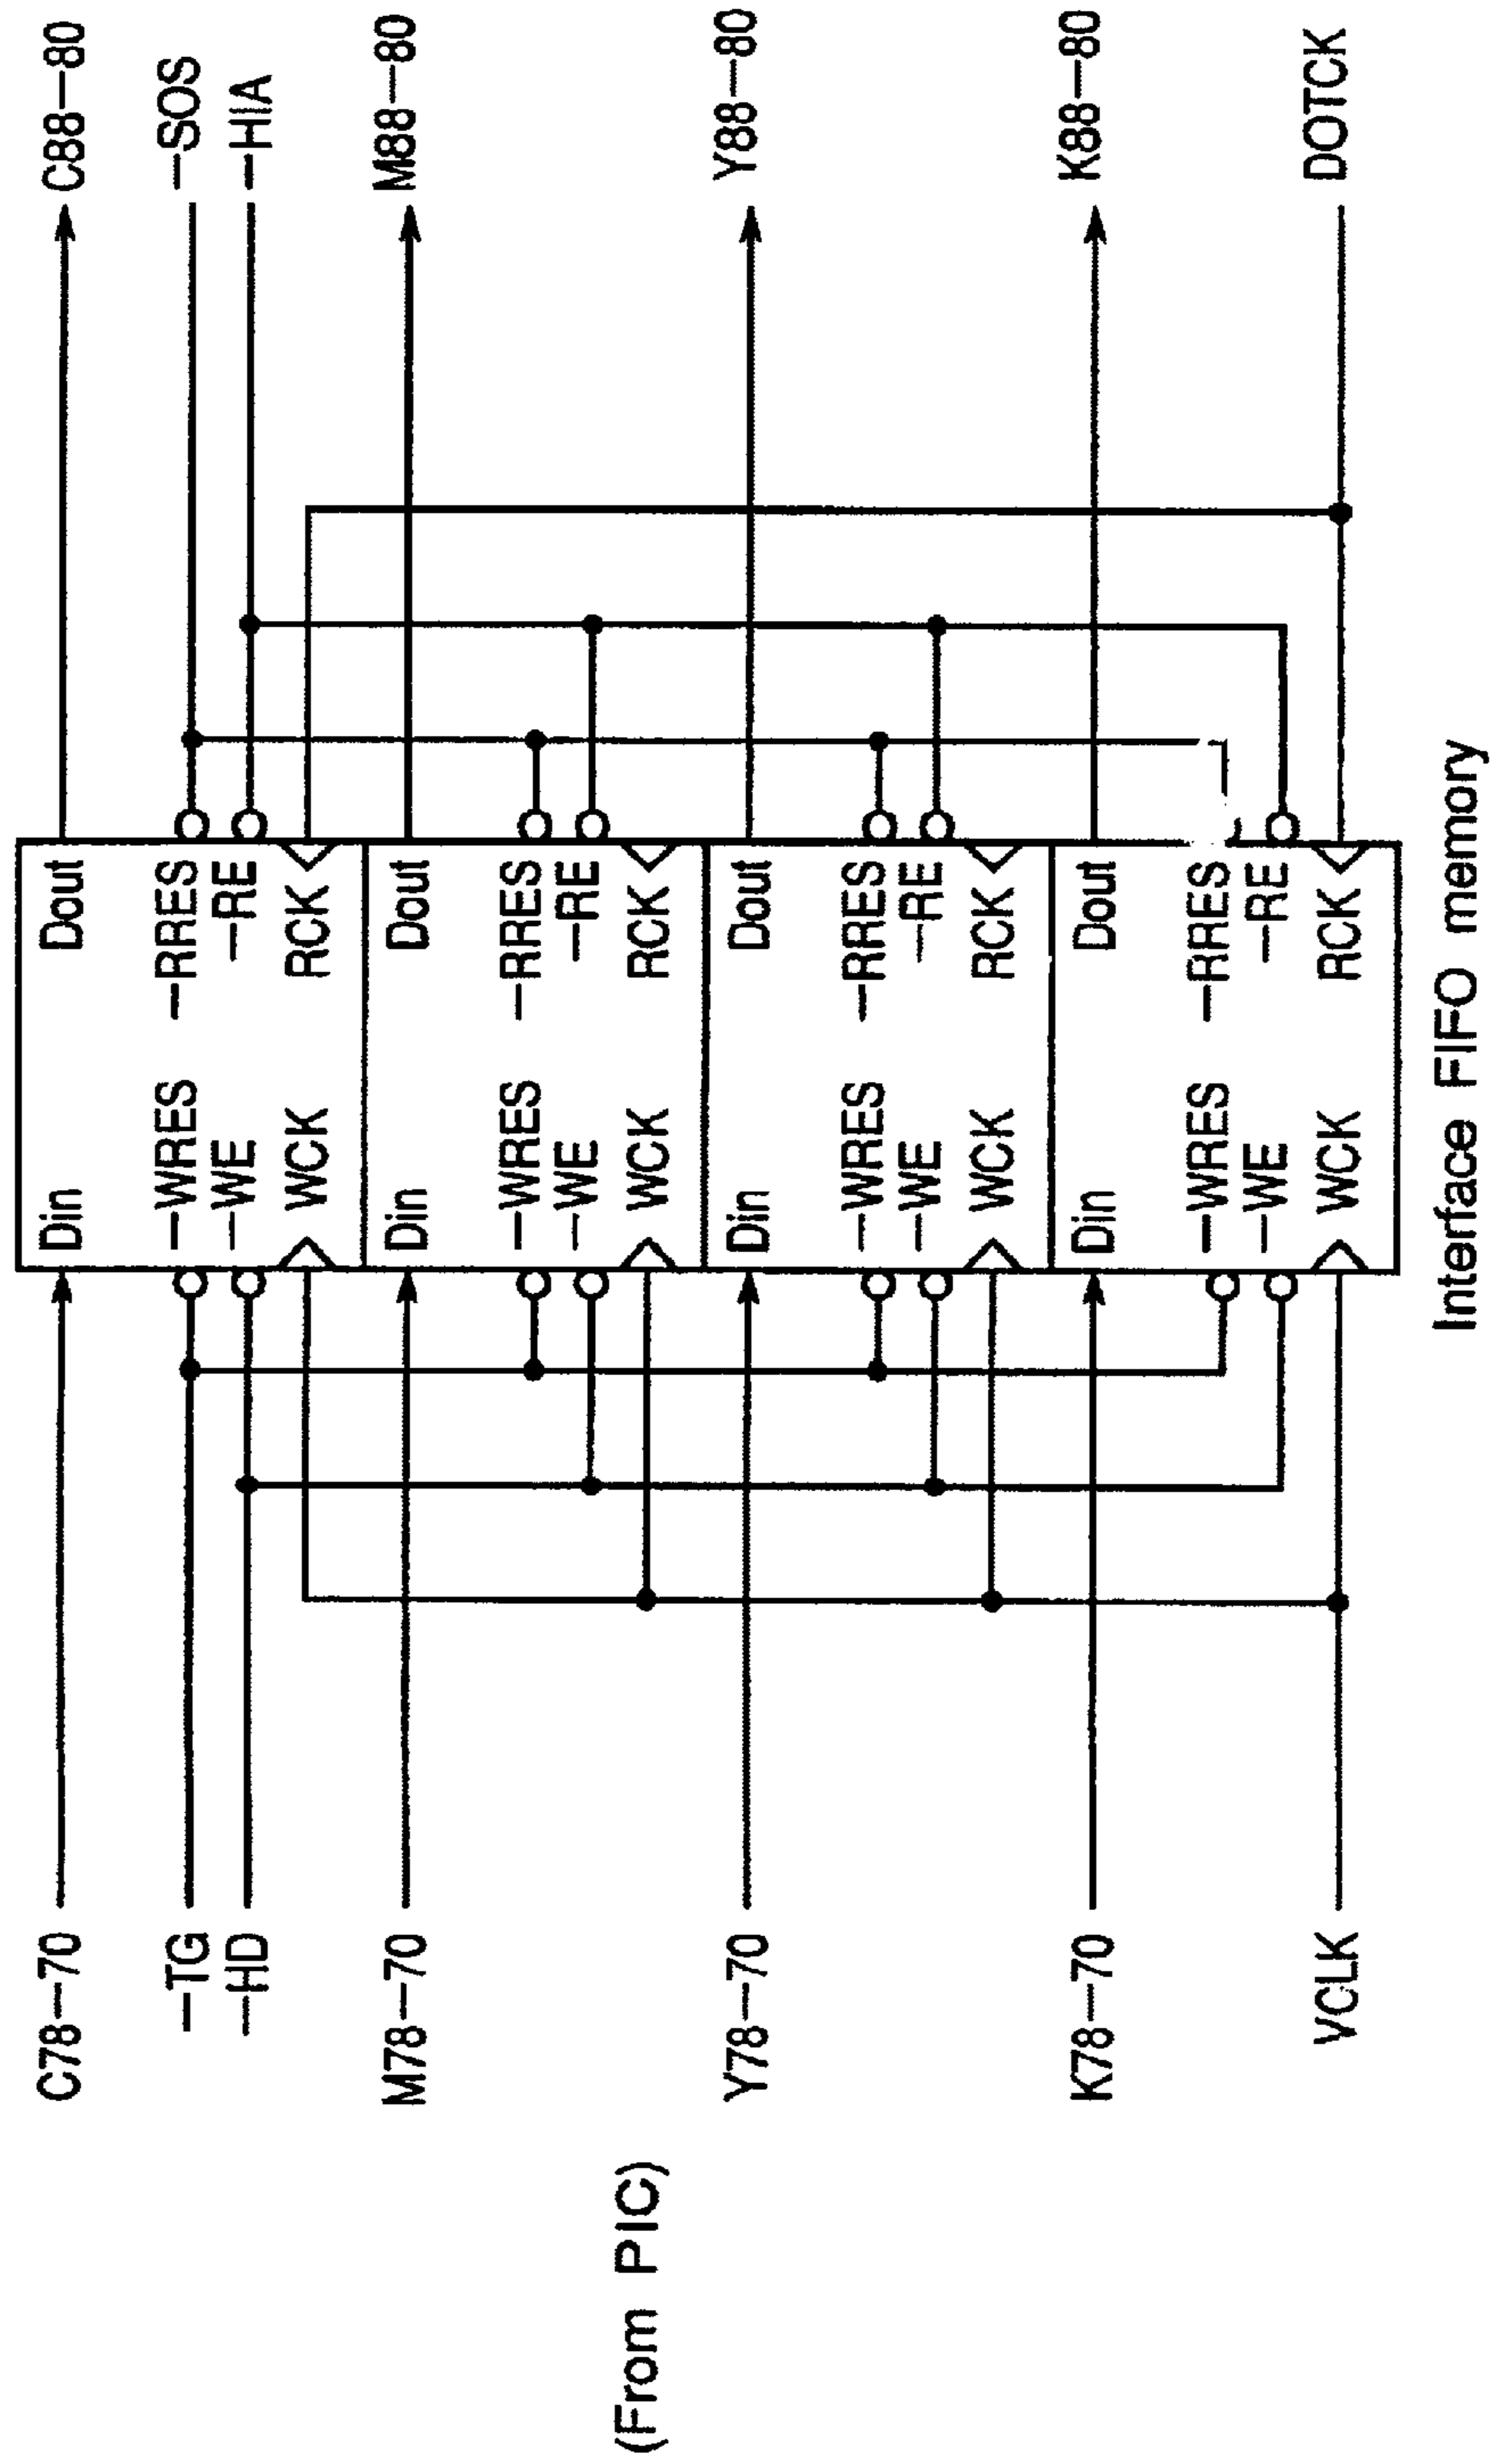 C78-70
-TG
-HD
M78-70
Y78-70
K78-70
VCLK
(From PIC)
Din Dout
-WRES -RRES
-WE -RE
WCK RCK
Din Dout
-WRES -RRES
-WE -RE
WCK RCK
Din Dout
-WRES -RRES
-WE -RE
WCK RCK
Din Dout
-WRES -RRES
-WE -RE
WCK RCK
Interface FIFO memory
C88-80
-SOS
-HIA
M88-80
Y88-80
K88-80
DOTCK